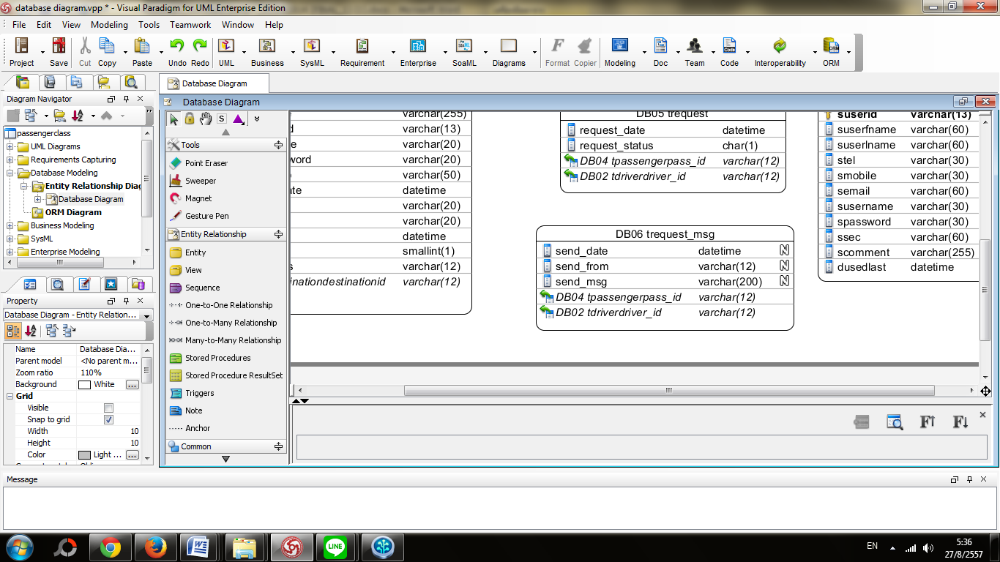 database diagram.vpp * - Visual Paradigm for UML Enterprise Edition
File Edit View Modeling Tools Teamwork Window Help
Project Save Cut Copy Paste Undo Redo UML Business SysML Requirement Enterprise SoaML Diagrams Format Copier Modeling Doc Team Code Interoperability ORM
Database Diagram
Diagram Navigator
passengerclass
UML Diagrams
Requirements Capturing
Database Modeling
Entity Relationship Diag
Database Diagram
ORM Diagram
Business Modeling
SysML
Enterprise Modeling
Property
Database Diagram - Entity Relation...
Name Database Dia...
Parent model <No parent m...
Zoom ratio 110%
Background White ...
Grid
Visible
Snap to grid
Width 10
Height 10
Color Light ... ...
Database Diagram
S
Tools
Point Eraser
Sweeper
Magnet
Gesture Pen
Entity Relationship
Entity
View
Sequence
One-to-One Relationship
One-to-Many Relationship
Many-to-Many Relationship
Stored Procedures
Stored Procedure ResultSet
Triggers
Note
Anchor
Common
e varchar(255)
d varchar(13)
e varchar(20)
word varchar(20)
varchar(50)
ate datetime
varchar(20)
varchar(20)
datetime
smallint(1)
s varchar(12)
inationdestinationid varchar(12)
DB05 trequest
request_date datetime
request_status char(1)
DB04 tpassengerpass_id varchar(12)
DB02 tdriverdriver_id varchar(12)
DB06 trequest_msg
send_date datetime N
send_from varchar(12) N
send_msg varchar(200) N
DB04 tpassengerpass_id varchar(12)
DB02 tdriverdriver_id varchar(12)
suserid varchar(13)
suserfname varchar(60)
suserlname varchar(60)
stel varchar(30)
smobile varchar(30)
semail varchar(60)
susername varchar(30)
spassword varchar(30)
ssec varchar(60)
scomment varchar(255)
dusedlast datetime
F F
Message
W LINE
EN
5:36
27/8/2557